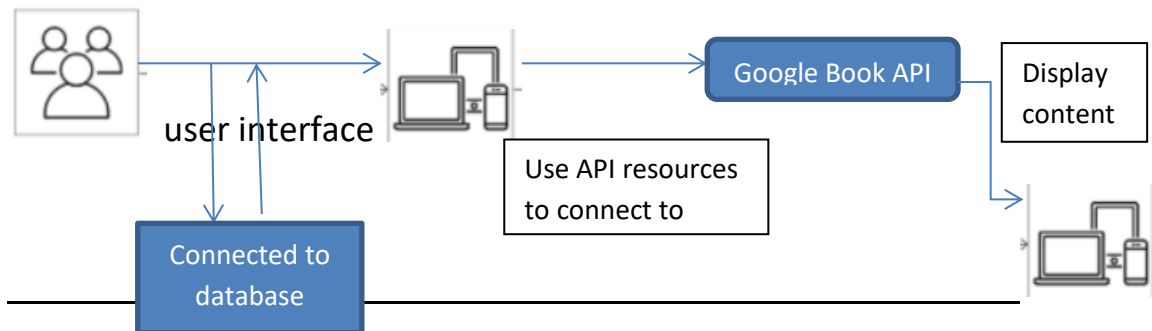 Google Book API
Display
content
user interface
Use API resources
to connect to
Connected to
database